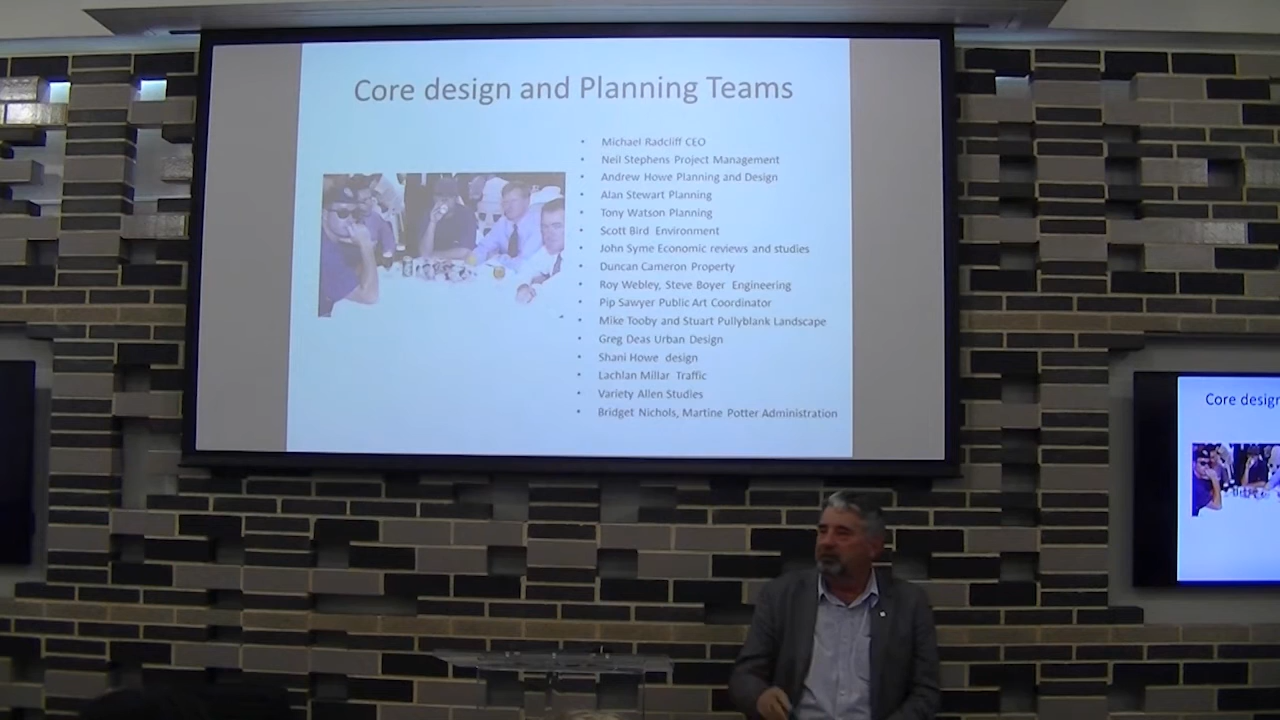 Core design and Planning Teams
• Michael Radcliff CEO
• Neil Stephens Project Management
• Andrew Howe Planning and Design
• Alan Stewart Planning
• Tony Watson Planning
• Scott Bird Environment
• John Syme Economic reviews and studies
• Duncan Cameron Property
• Roy Webley, Steve Boyer Engineering
• Pip Sawyer Public Art Coordinator
• Mike Tooby and Stuart Pullyblank Landscape
• Greg Deas Urban Design
• Shani Howe design
• Lachlan Millar Traffic
• Variety Allen Studies
• Bridget Nichols, Martine Potter Administration
Core design